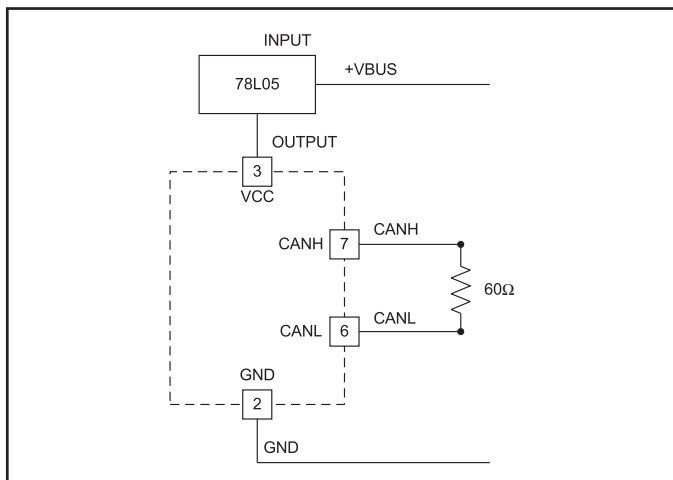 INPUT
78L05
+VBUS
OUTPUT
3
VCC
CANH
7
CANH
60Ω
CANL
6
CANL
GND
2
GND